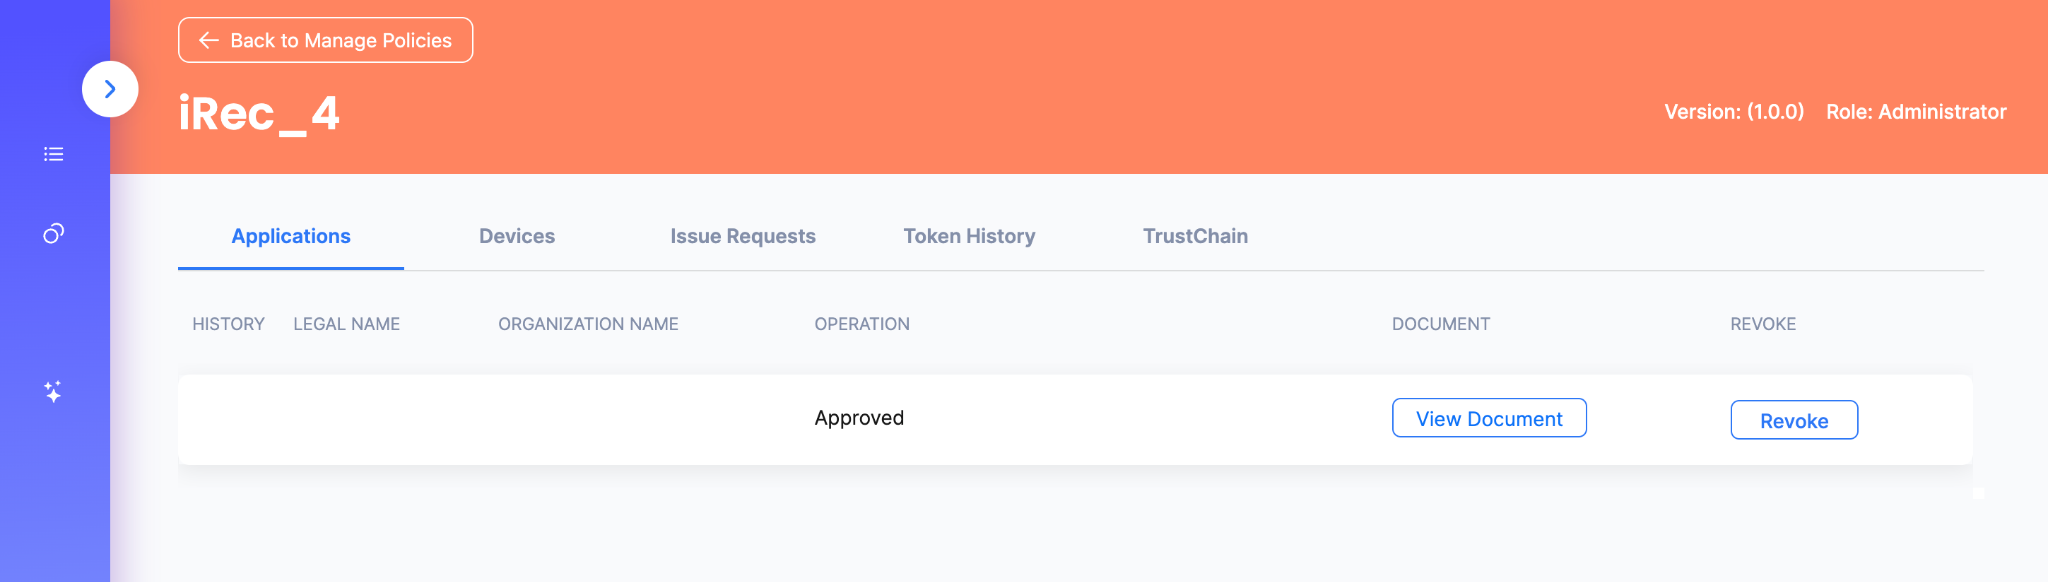 Back to Manage Policies
iRec_4
Version: (1.0.0) Role: Administrator
Applications Devices Issue Requests Token History TrustChain
HISTORY LEGAL NAME ORGANIZATION NAME OPERATION DOCUMENT REVOKE
Approved View Document Revoke